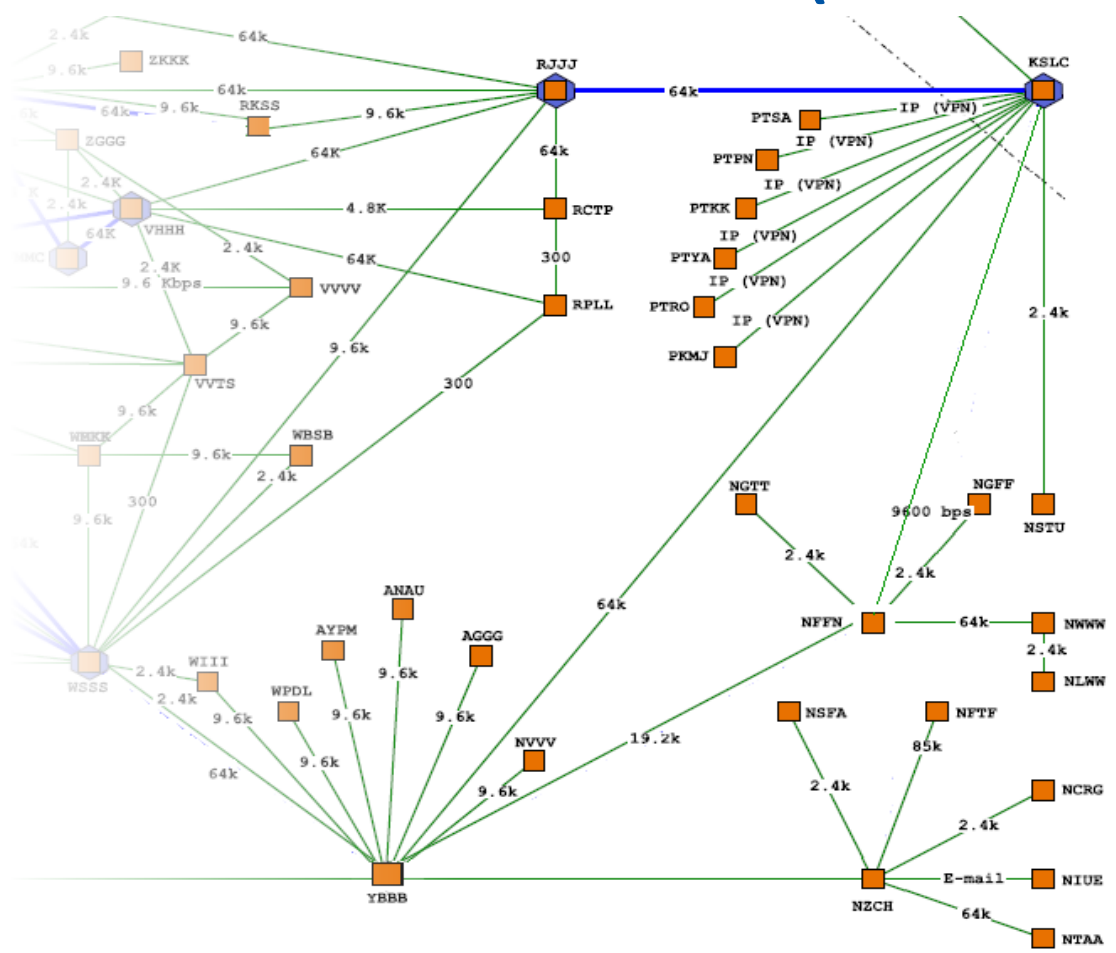 2.4k
64k
ZKKK
9.6k
RJJJ
KSLC
64k
64k
64k
9.6k
RKSS
9.6k
PTSA
IP (VPN)
ZGGG
64K
64k
PTPN
IP (VPN)
2.4K
PTKK
IP (VPN)
2.4k
4.8K
RCTP
64K
VHHH
2.4k
64K
300
PTYA
IP (VPN)
2.4K
9.6 Kbps
VVVV
RPLL
PTRO
IP (VPN)
9.6k
9.6k
PKMJ
IP (VPN)
2.4k
VVTS
300
9.6k
WMKK
9.6k
WBSB
2.4k
300
9.6k
NGTT
NGFF
9600 bps
NSTU
2.4k
2.4k
ANAU
64k
NFFN
64k
NWWW
2.4k
NLWW
AYPM
AGGG
9.6k
WSSS
2.4k
WIII
2.4k
9.6k
WPDL
9.6k
9.6k
NVVV
19.2k
9.6k
9.6k
64k
NSFA
NFTF
85k
2.4k
NCRG
2.4k
YBBB
NZCH
E-mail
NIUE
64k
NTAA